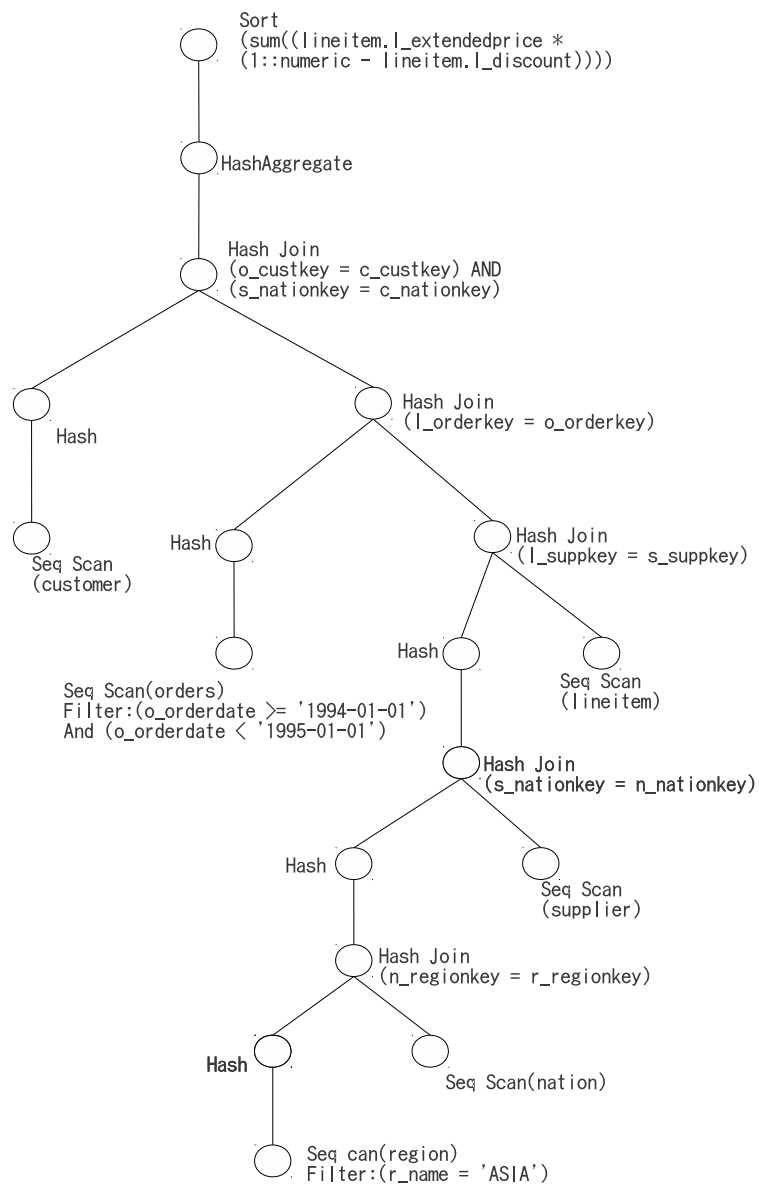 Sort
(sum((lineitem.l_extendedprice *
(1::numeric - lineitem.l_discount))))
HashAggregate
Hash Join
(o_custkey = c_custkey) AND
(s_nationkey = c_nationkey)
Hash
Hash Join
(l_orderkey = o_orderkey)
Seq Scan
(customer)
Hash
Hash Join
(l_suppkey = s_suppkey)
Seq Scan(orders)
Filter:(o_orderdate >= '1994-01-01')
And (o_orderdate < '1995-01-01')
Hash
Seq Scan
(lineitem)
Hash Join
(s_nationkey = n_nationkey)
Hash
Seq Scan
(supplier)
Hash Join
(n_regionkey = r_regionkey)
Hash
Seq Scan(nation)
Seq can(region)
Filter:(r_name = 'ASIA')